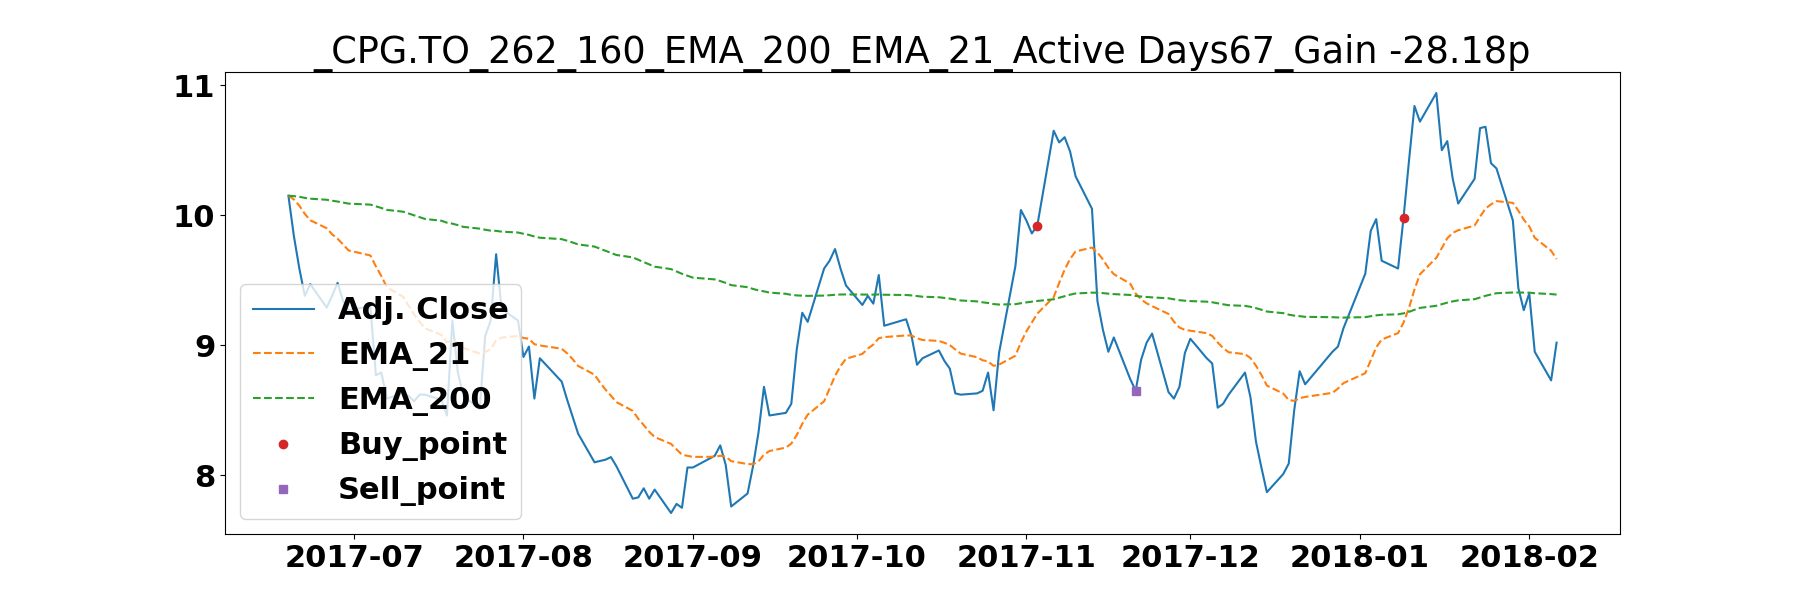 _CPG.TO_262_160_EMA_200_EMA_21_Active Days67_Gain -28.18p
11
10
9
8
Adj. Close
EMA_21
EMA_200
Buy_point
Sell_point
2017-07 2017-08 2017-09 2017-10 2017-11 2017-12 2018-01 2018-02